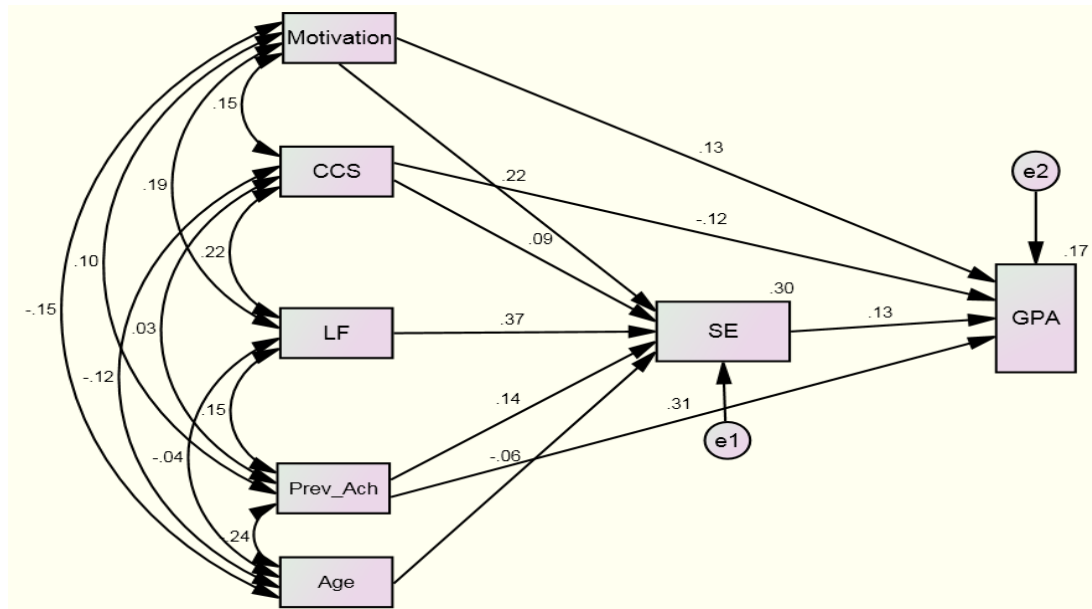 Motivation
.15
.13
CCS
e2
.19
.22
-.12
.22
.09
.17
.10
.30
-.15
.03
LF
.37
SE
.13
GPA
-.12
.15
.14
.31
-.04
-.06
e1
Prev_Ach
-.24
Age